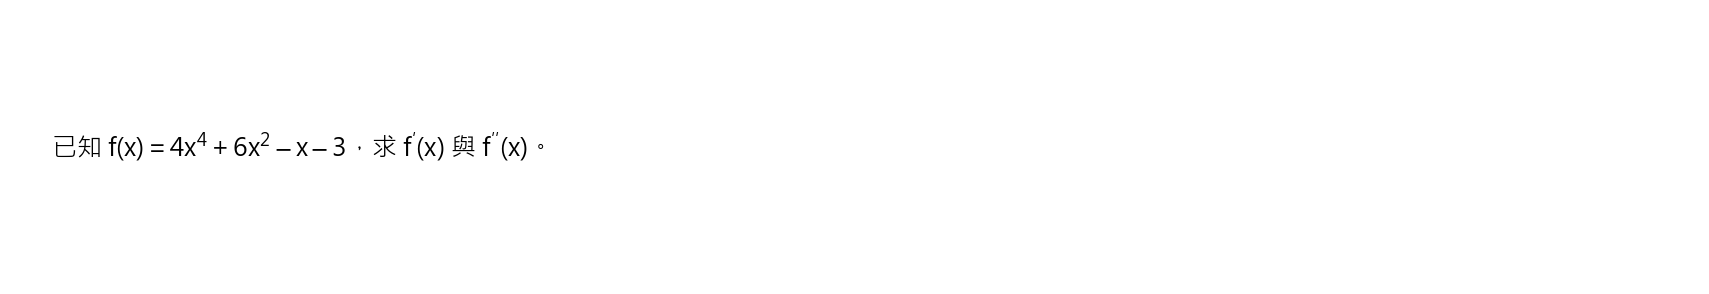 已知 f(x) = 4x⁴ + 6x² – x – 3，求 f′(x) 與 f′′(x)。